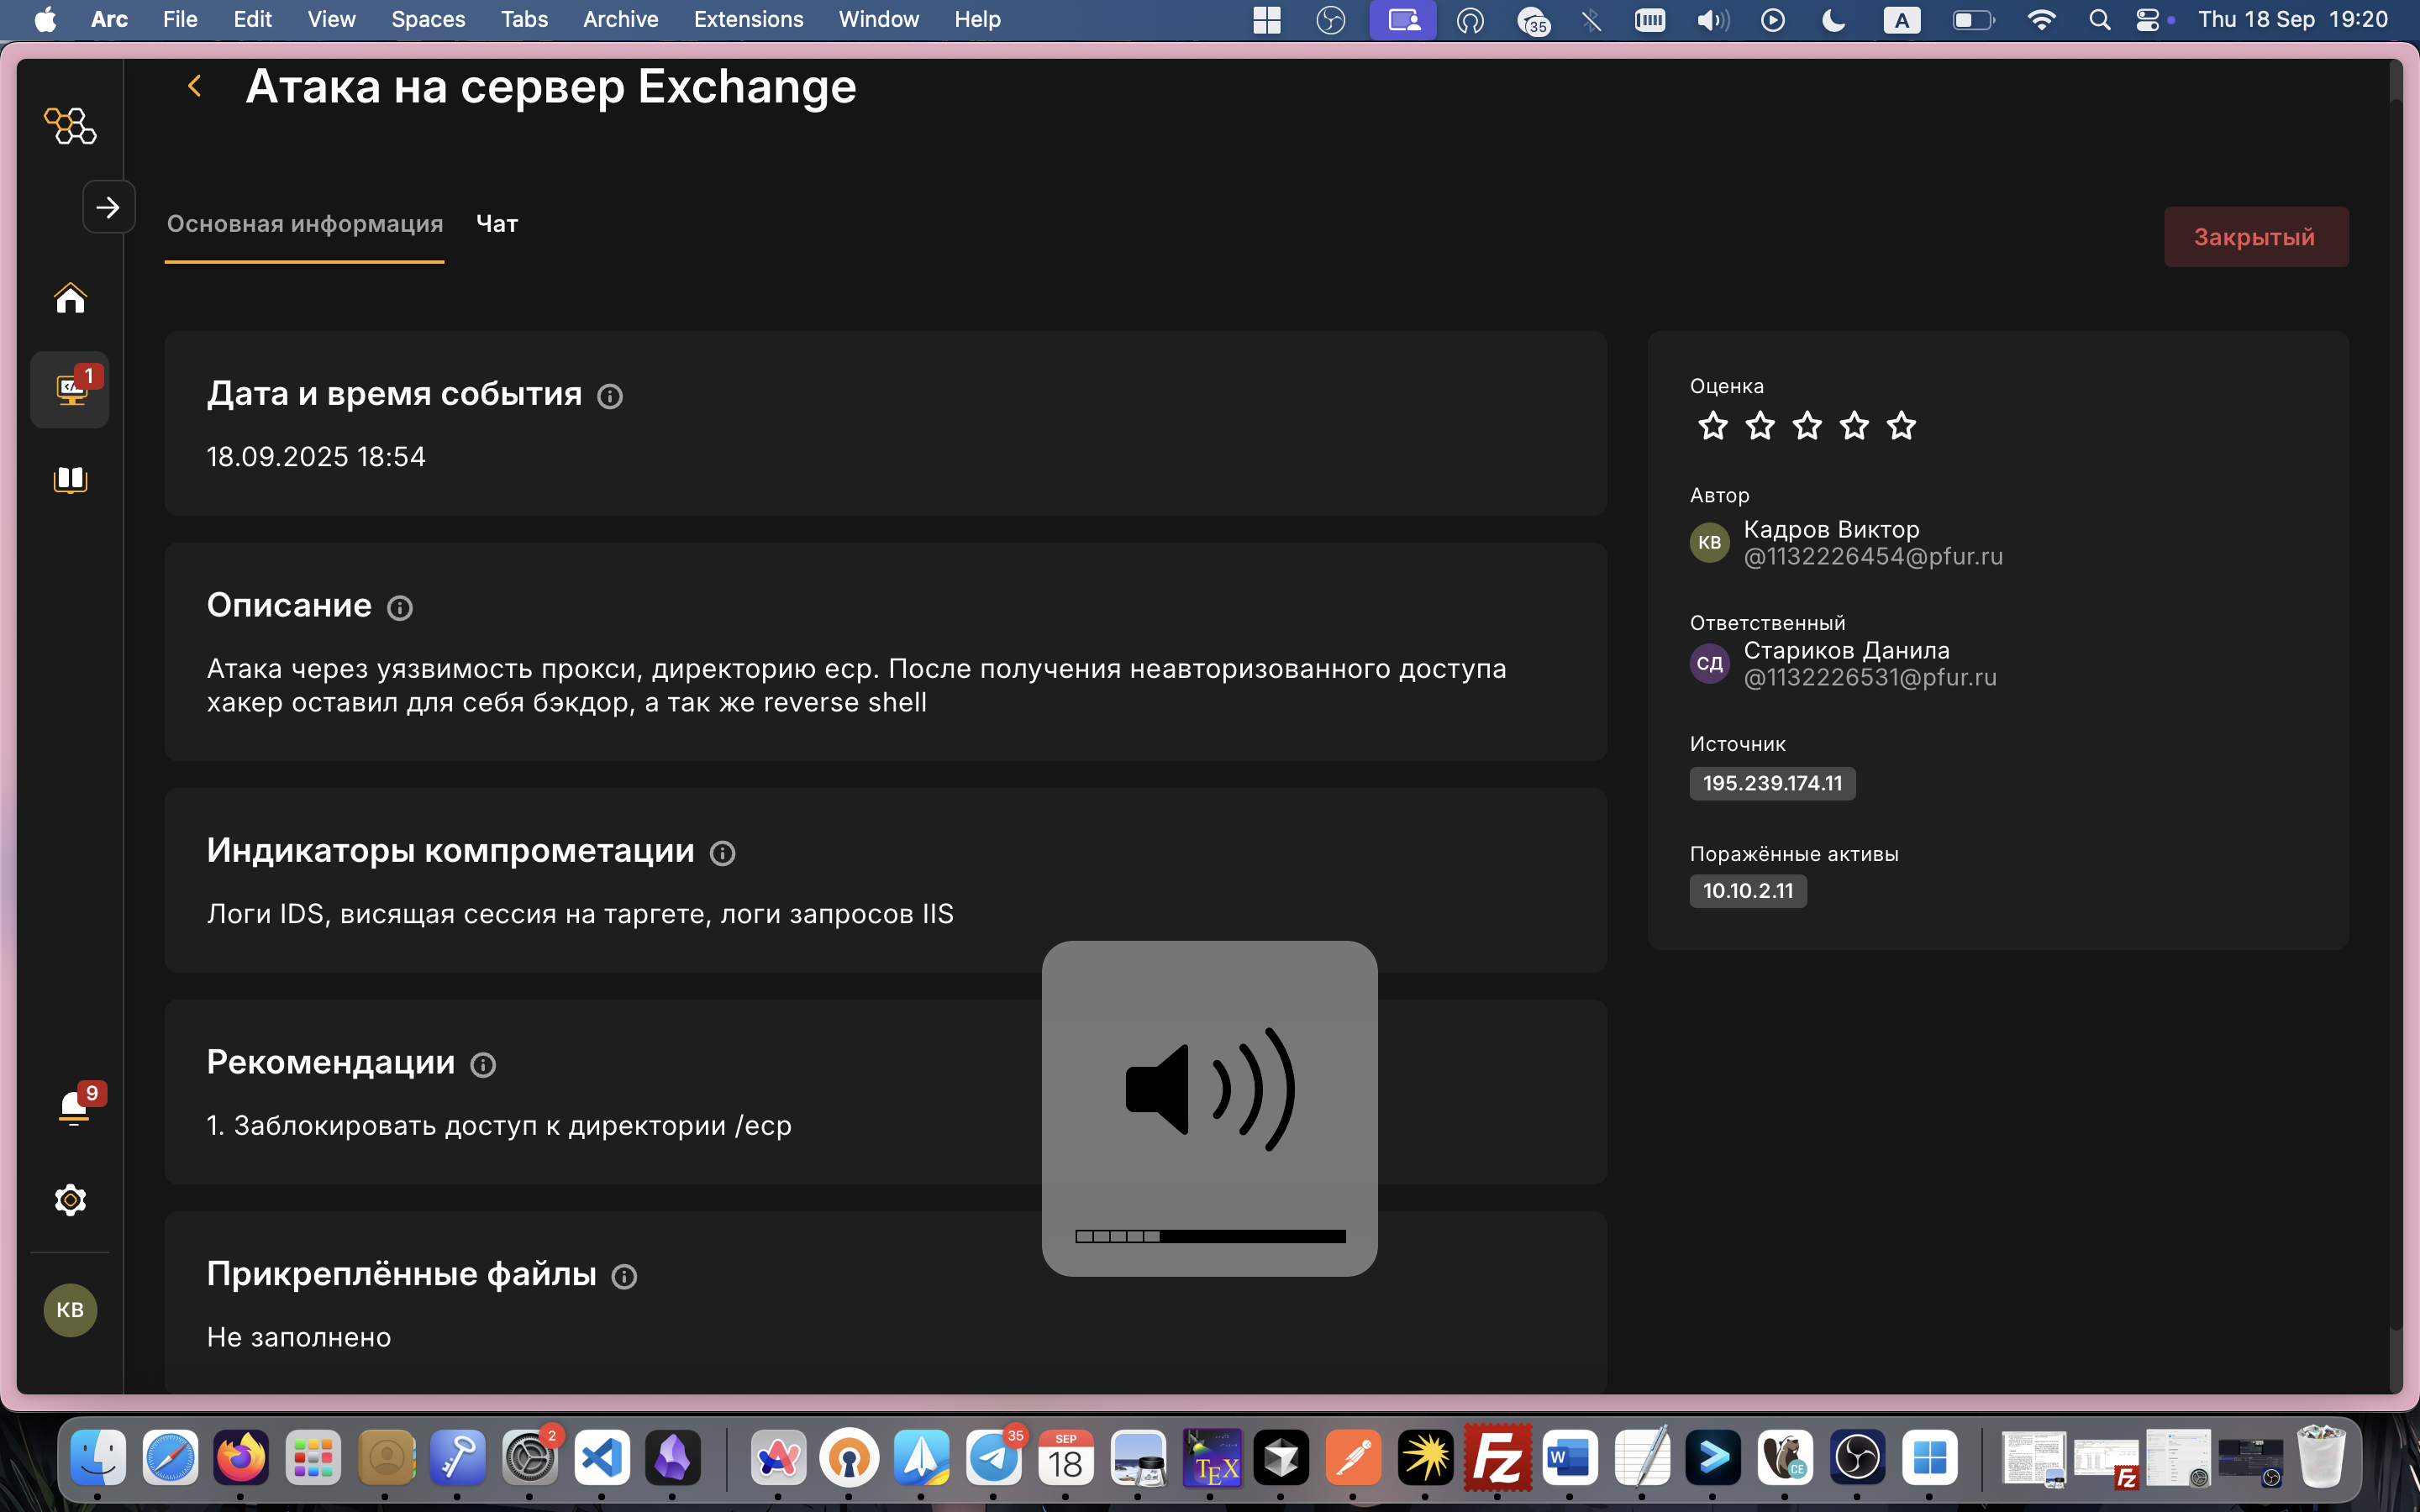 Arc File Edit View Spaces Tabs Archive Extensions Window Help 35 A Thu 18 Sep 19:20
Атака на сервер Exchange
Основная информация Чат
Закрытый
1
Дата и время события
18.09.2025 18:54
Описание
Атака через уязвимость прокси, директорию ecp. После получения неавторизованного доступа
хакер оставил для себя бэкдор, а так же reverse shell
Индикаторы компрометации
Логи IDS, висящая сессия на таргете, логи запросов IIS
Рекомендации
1. Заблокировать доступ к директории /ecp
Прикреплённые файлы
Не заполнено
Оценка
Автор
КВ
Кадров Виктор
@1132226454@pfur.ru
Ответственный
СД
Стариков Данила
@1132226531@pfur.ru
Источник
195.239.174.11
Поражённые активы
10.10.2.11
9
КВ
2
35
SEP
18
TEX
Fz
W
CE